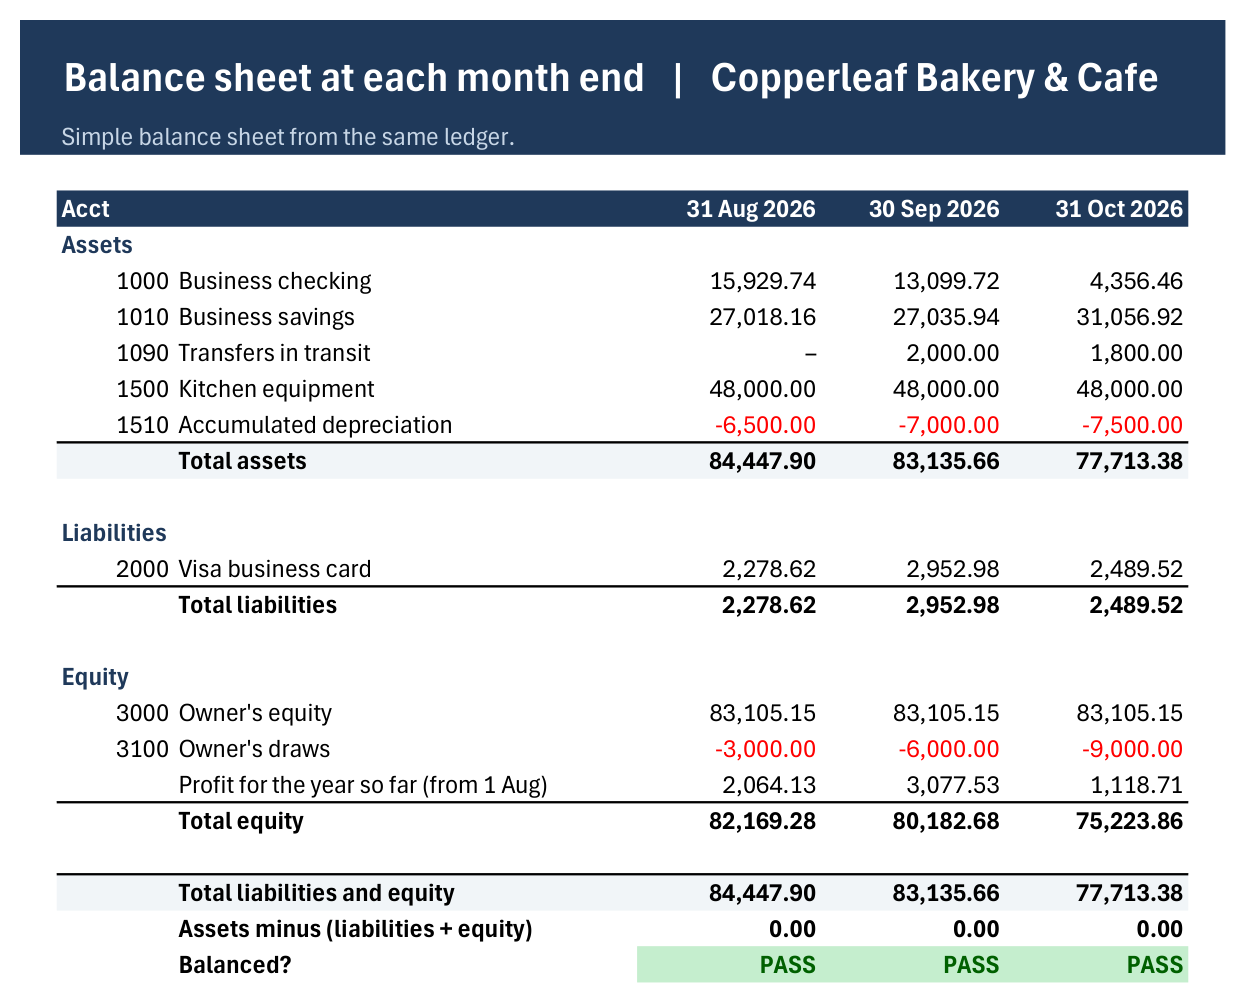 Balance sheet at each month end | Copperleaf Bakery & Cafe
Simple balance sheet from the same ledger.
Acct 31 Aug 2026 30 Sep 2026 31 Oct 2026
Assets
1000 Business checking 15,929.74 13,099.72 4,356.46
1010 Business savings 27,018.16 27,035.94 31,056.92
1090 Transfers in transit – 2,000.00 1,800.00
1500 Kitchen equipment 48,000.00 48,000.00 48,000.00
1510 Accumulated depreciation -6,500.00 -7,000.00 -7,500.00
Total assets 84,447.90 83,135.66 77,713.38
Liabilities
2000 Visa business card 2,278.62 2,952.98 2,489.52
Total liabilities 2,278.62 2,952.98 2,489.52
Equity
3000 Owner's equity 83,105.15 83,105.15 83,105.15
3100 Owner's draws -3,000.00 -6,000.00 -9,000.00
Profit for the year so far (from 1 Aug) 2,064.13 3,077.53 1,118.71
Total equity 82,169.28 80,182.68 75,223.86
Total liabilities and equity 84,447.90 83,135.66 77,713.38
Assets minus (liabilities + equity) 0.00 0.00 0.00
Balanced? PASS PASS PASS